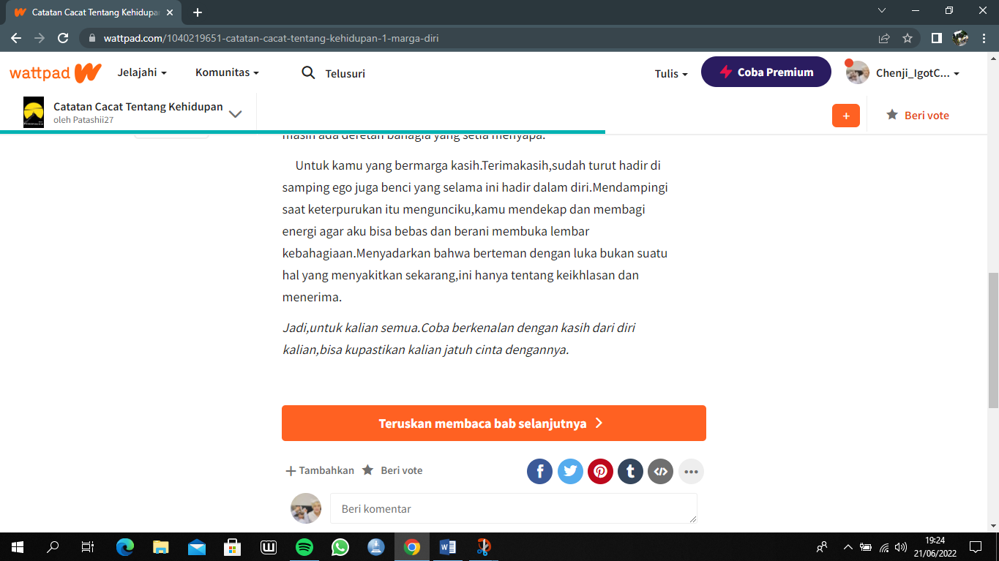 Catatan Cacat Tentang Kehidupan
wattpad.com/1040219651-catatan-cacat-tentang-kehidupan-1-marga-diri
wattpad
Jelajahi
Komunitas
Telusuri
Tulis
Coba Premium
Chenji_IgotC...
Catatan Cacat Tentang Kehidupan
oleh Patashii27
+
Beri vote
masih ada deretan bahagia yang setia menyapa.
Untuk kamu yang bermarga kasih.Terimakasih,sudah turut hadir di
samping ego juga benci yang selama ini hadir dalam diri.Mendampingi
saat keterpurukan itu mengunciku,kamu mendekap dan membagi
energi agar aku bisa bebas dan berani membuka lembar
kebahagiaan.Menyadarkan bahwa berteman dengan luka bukan suatu
hal yang menyakitkan sekarang,ini hanya tentang keikhlasan dan
menerima.
Jadi,untuk kalian semua.Coba berkenalan dengan kasih dari diri
kalian,bisa kupastikan kalian jatuh cinta dengannya.
Teruskan membaca bab selanjutnya
Tambahkan
Beri vote
Beri komentar
19:24
21/06/2022